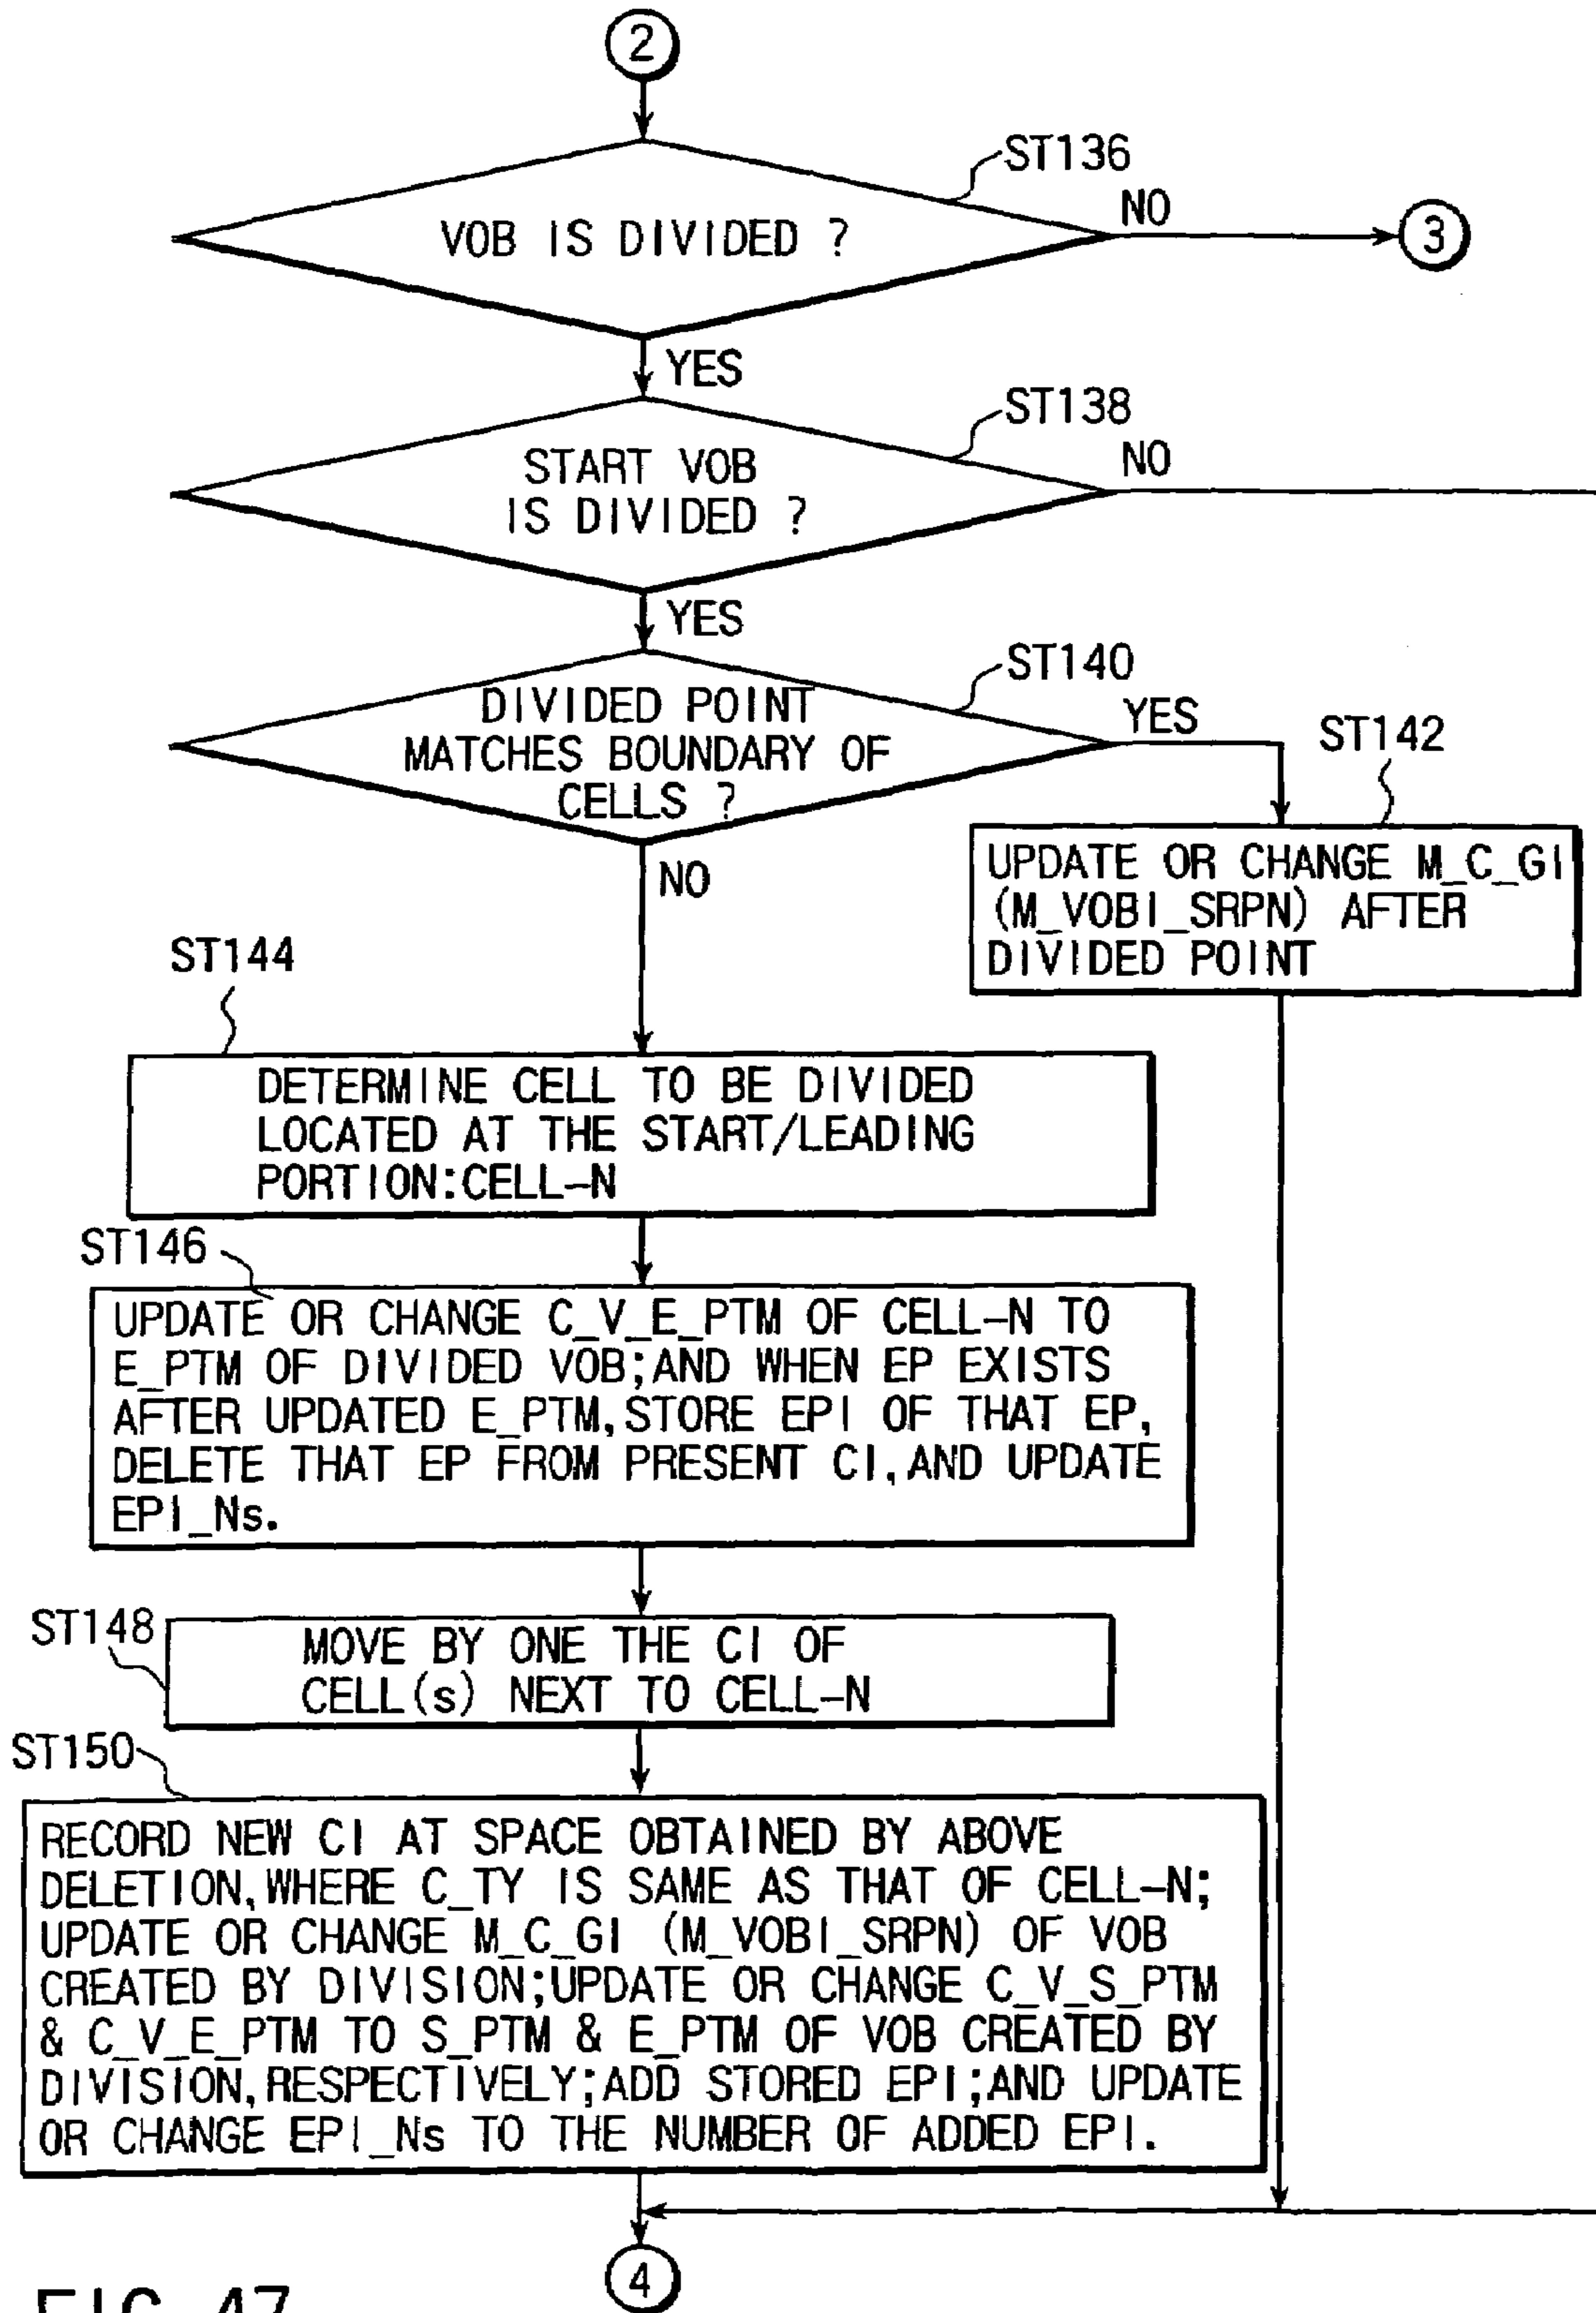 2
ST136
VOB IS DIVIDED ?
NO
3
YES
ST138
START VOB
IS DIVIDED ?
NO
YES
ST140
DIVIDED POINT
MATCHES BOUNDARY OF
CELLS ?
YES
ST142
UPDATE OR CHANGE M_C_GI
(M_VOBI_SRPN) AFTER
DIVIDED POINT
NO
ST144
DETERMINE CELL TO BE DIVIDED
LOCATED AT THE START/LEADING
PORTION:CELL-N
ST146
UPDATE OR CHANGE C_V_E_PTM OF CELL-N TO
E_PTM OF DIVIDED VOB;AND WHEN EP EXISTS
AFTER UPDATED E_PTM,STORE EPI OF THAT EP,
DELETE THAT EP FROM PRESENT CI,AND UPDATE
EPI_Ns.
ST148
MOVE BY ONE THE CI OF
CELL(s) NEXT TO CELL-N
ST150
RECORD NEW CI AT SPACE OBTAINED BY ABOVE
DELETION,WHERE C_TY IS SAME AS THAT OF CELL-N;
UPDATE OR CHANGE M_C_GI (M_VOBI_SRPN) OF VOB
CREATED BY DIVISION;UPDATE OR CHANGE C_V_S_PTM
& C_V_E_PTM TO S_PTM & E_PTM OF VOB CREATED BY
DIVISION,RESPECTIVELY;ADD STORED EPI;AND UPDATE
OR CHANGE EPI_Ns TO THE NUMBER OF ADDED EPI.
4
FIG. 47